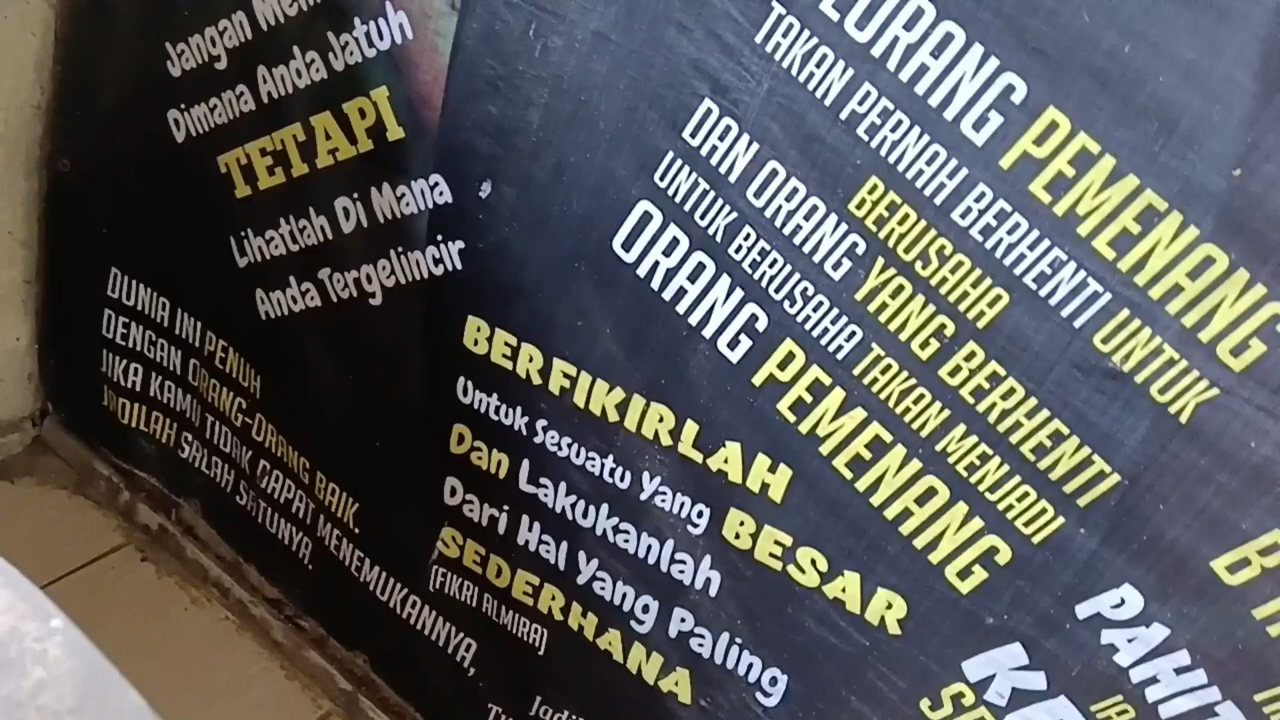 Jangan
Dimana Anda Jatuh
TETAPI
Lihatlah Di Mana
Anda Tergelincir
DUNIA INI PENUH
DENGAN ORANG-ORANG BAIK.
JIKA KAMU TIDAK DAPAT MENEMUKANNYA,
JADILAH SALAH SATUNYA.
PEMENANG
TAKAN PERNAH BERHENTI UNTUK
BERUSAHA
DAN ORANG YANG BERHENTI
UNTUK BERUSAHA TAKAN MENJADI
ORANG PEMENANG
BERFIKIRLAH
Untuk Sesuatu Yang BESAR
Dan Lakukanlah
Dari Hal Yang Paling
SEDERHANA
(FIKRI ALMIRA)
PAHIT